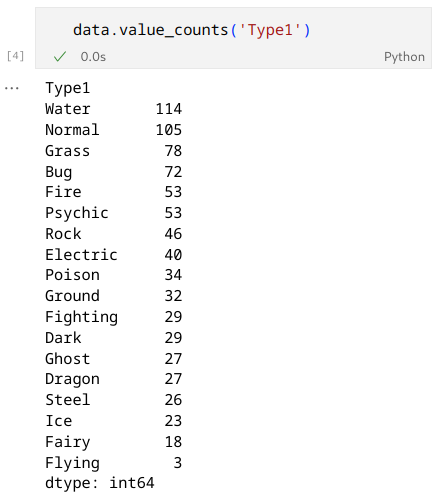 data.value_counts('Type1')
[4] ✓ 0.0s Python
... Type1
Water 114
Normal 105
Grass 78
Bug 72
Fire 53
Psychic 53
Rock 46
Electric 40
Poison 34
Ground 32
Fighting 29
Dark 29
Ghost 27
Dragon 27
Steel 26
Ice 23
Fairy 18
Flying 3
dtype: int64